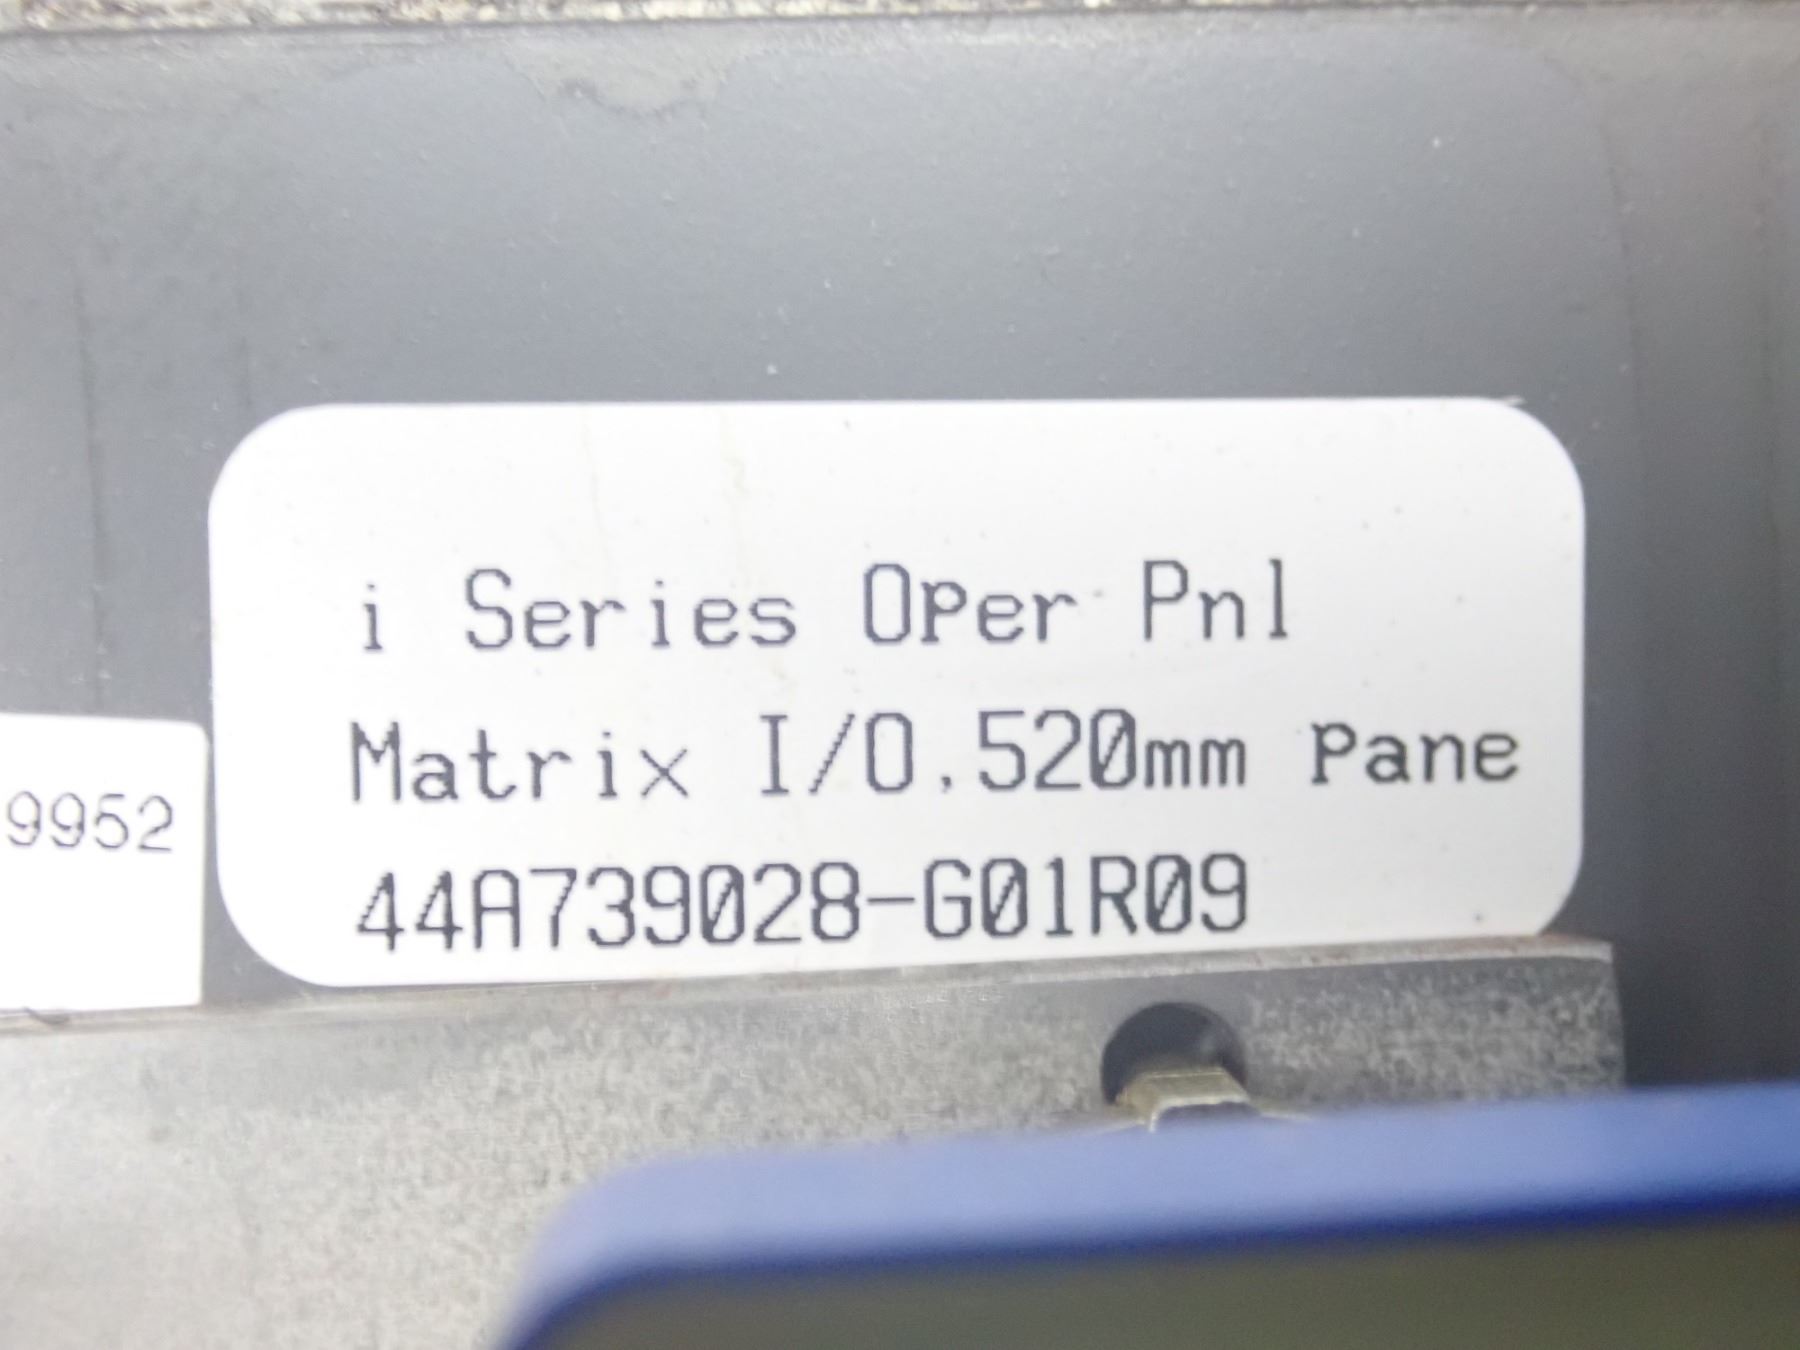 i Series Oper Pnl
Matrix I/O,520mm Pane
44A739028-G01R09
9952